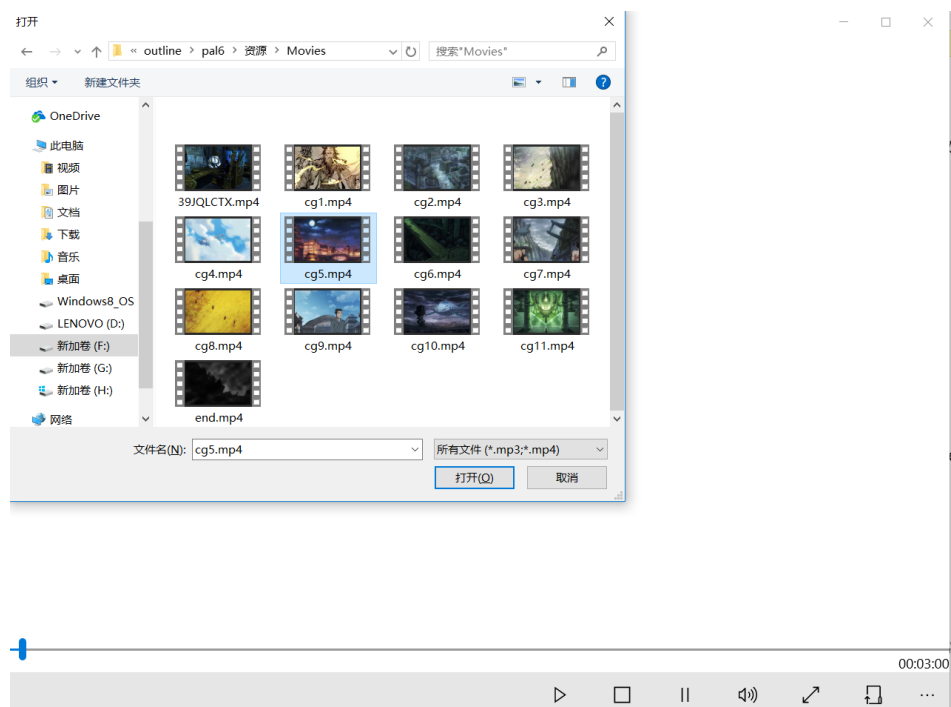 打开
« outline > pal6 > 资源 > Movies
搜索"Movies"
组织
新建文件夹
OneDrive
此电脑
视频
图片
文档
下载
音乐
桌面
Windows8_OS
LENOVO (D:)
新加卷 (F:)
新加卷 (G:)
新加卷 (H:)
网络
39JQLCTX.mp4
cg1.mp4
cg2.mp4
cg3.mp4
cg4.mp4
cg5.mp4
cg6.mp4
cg7.mp4
cg8.mp4
cg9.mp4
cg10.mp4
cg11.mp4
end.mp4
文件名(N): cg5.mp4
所有文件 (*.mp3;*.mp4)
打开(O)
取消
00:03:00